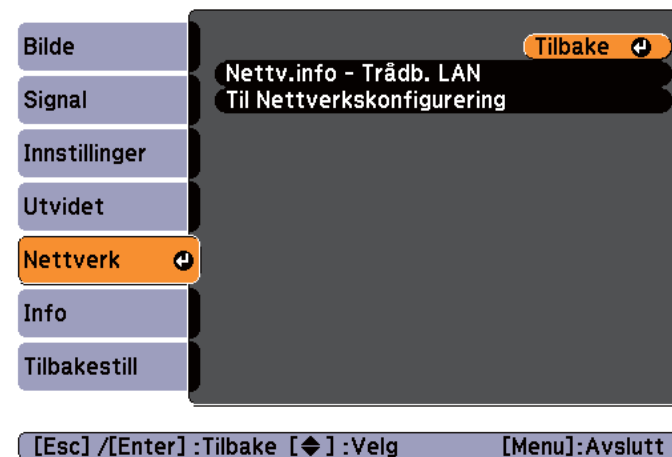 Bilde
Signal
Innstillinger
Utvidet
Nettverk
Info
Tilbakestill
Tilbake
Nettv.info - Trådb. LAN
Til Nettverkskonfigurering
[Esc] /[Enter] :Tilbake [◆] :Velg [Menu]:Avslutt